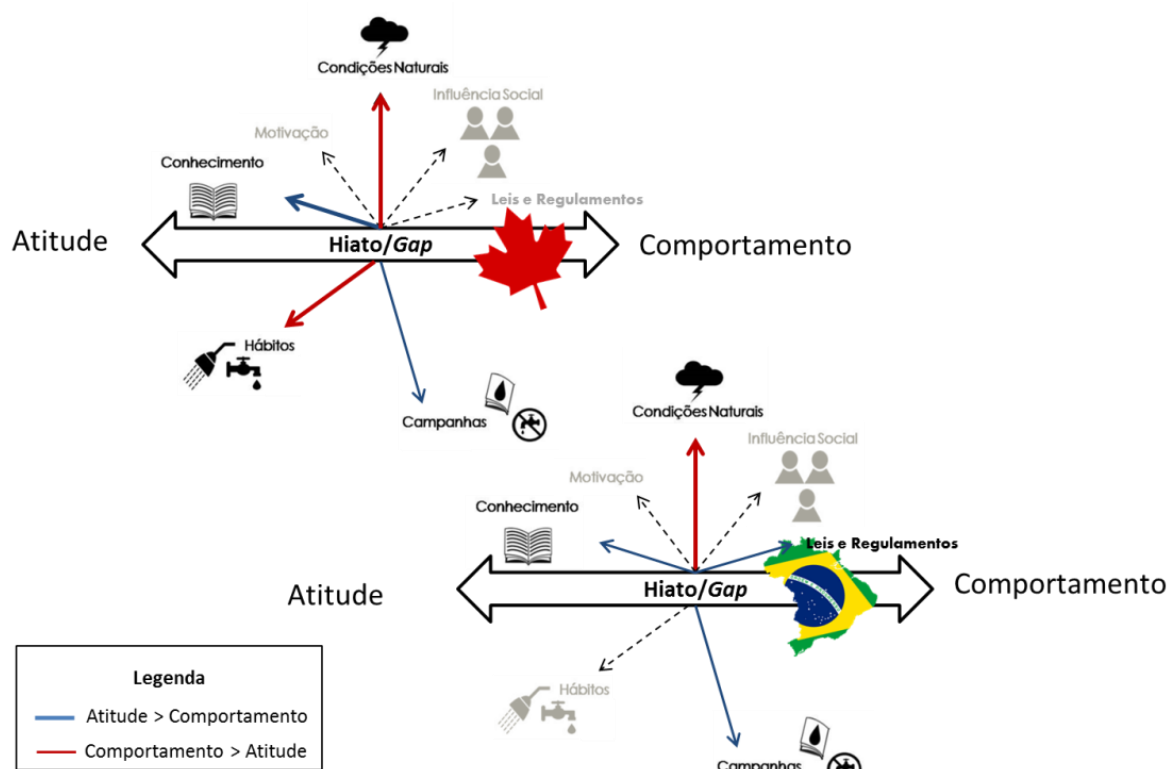 Condições Naturais
Influência Social
Motivação
Conhecimento
Leis e Regulamentos
Atitude
Hiato/Gap
Comportamento
Hábitos
Campanhas
Condições Naturais
Influência Social
Motivação
Conhecimento
Leis e Regulamentos
Atitude
Hiato/Gap
Comportamento
Hábitos
Campanhas
Legenda
Atitude > Comportamento
Comportamento > Atitude